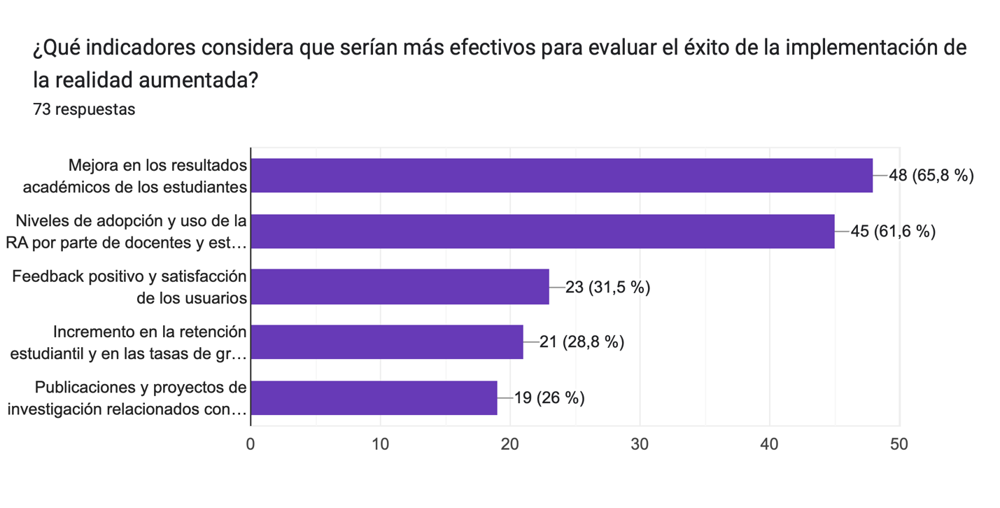 ¿Qué indicadores considera que serían más efectivos para evaluar el éxito de la implementación de
la realidad aumentada?
73 respuestas
Mejora en los resultados
académicos de los estudiantes
48 (65,8 %)
Niveles de adopción y uso de la
RA por parte de docentes y est…
45 (61,6 %)
Feedback positivo y satisfacción
de los usuarios
23 (31,5 %)
Incremento en la retención
estudiantil y en las tasas de gr…
21 (28,8 %)
Publicaciones y proyectos de
investigación relacionados con…
19 (26 %)
0 10 20 30 40 50